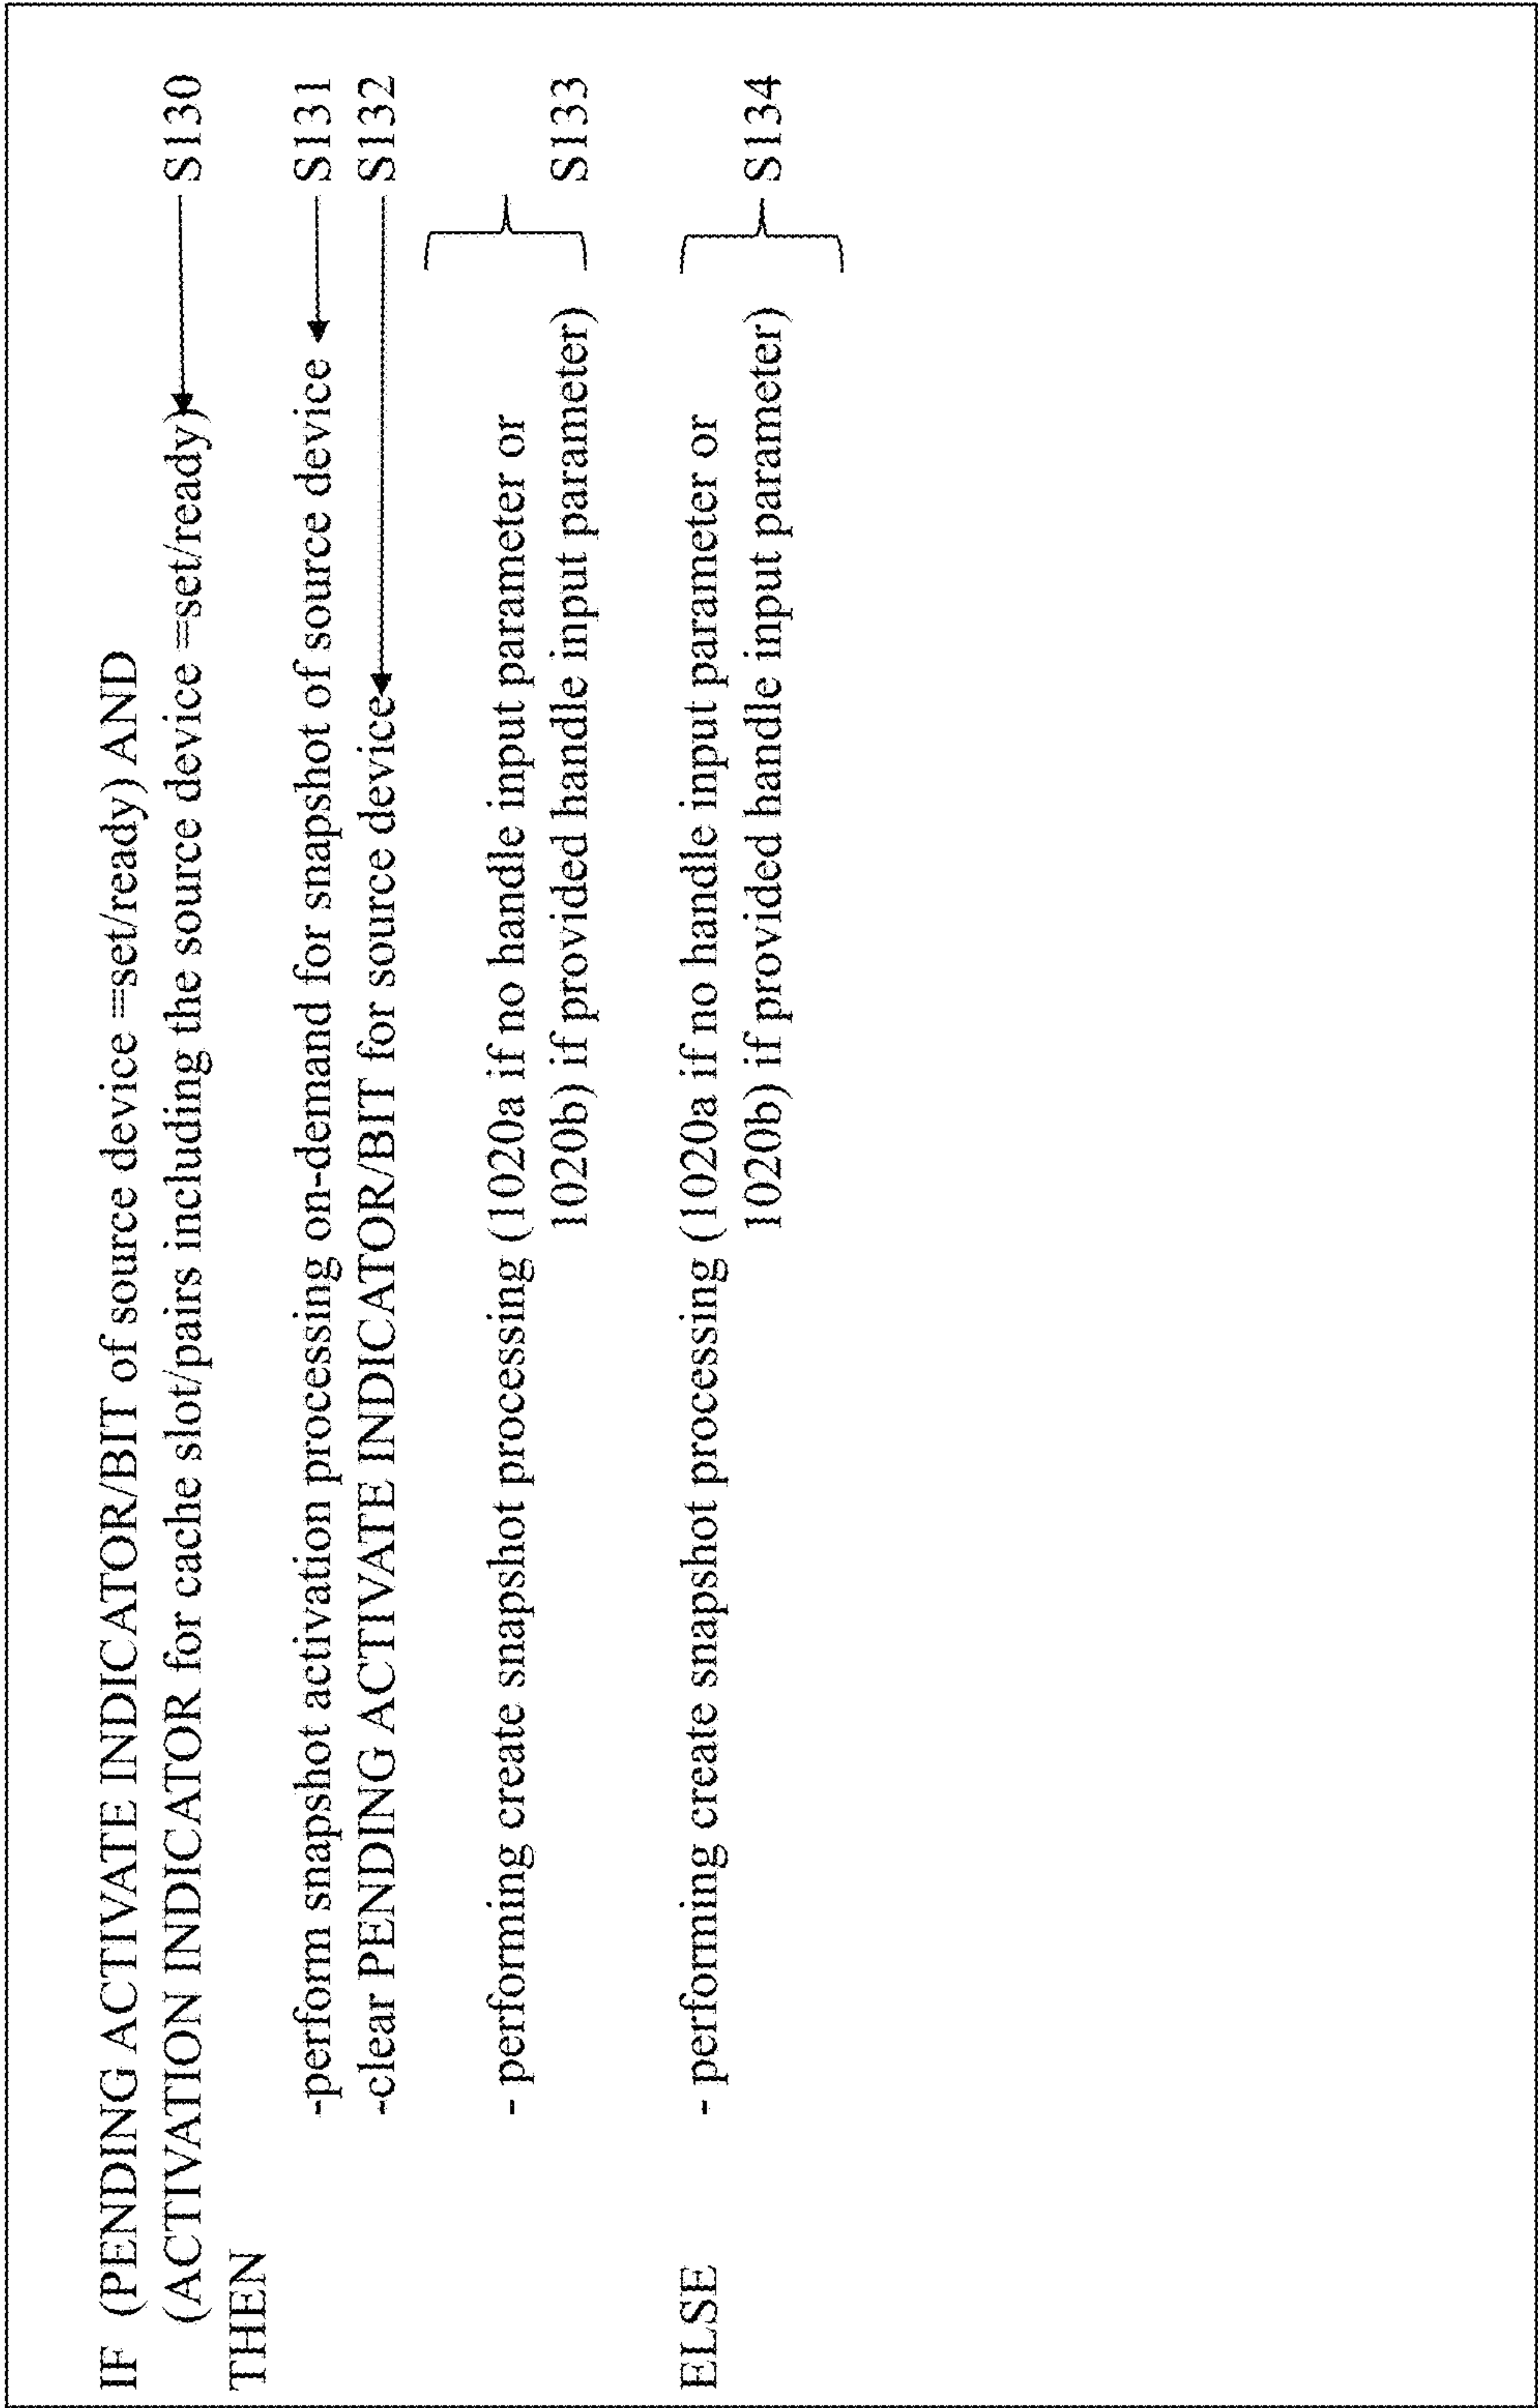 IF (PENDING ACTIVATE INDICATOR/BIT of source device =set/ready) AND
(ACTIVATION INDICATOR for cache slot/pairs including the source device =set/ready) S130
THEN
-perform snapshot activation processing on-demand for snapshot of source device S131
-clear PENDING ACTIVATE INDICATOR/BIT for source device S132
- performing create snapshot processing (1020a if no handle input parameter or
1020b) if provided handle input parameter) S133
ELSE - performing create snapshot processing (1020a if no handle input parameter or
1020b) if provided handle input parameter) S134